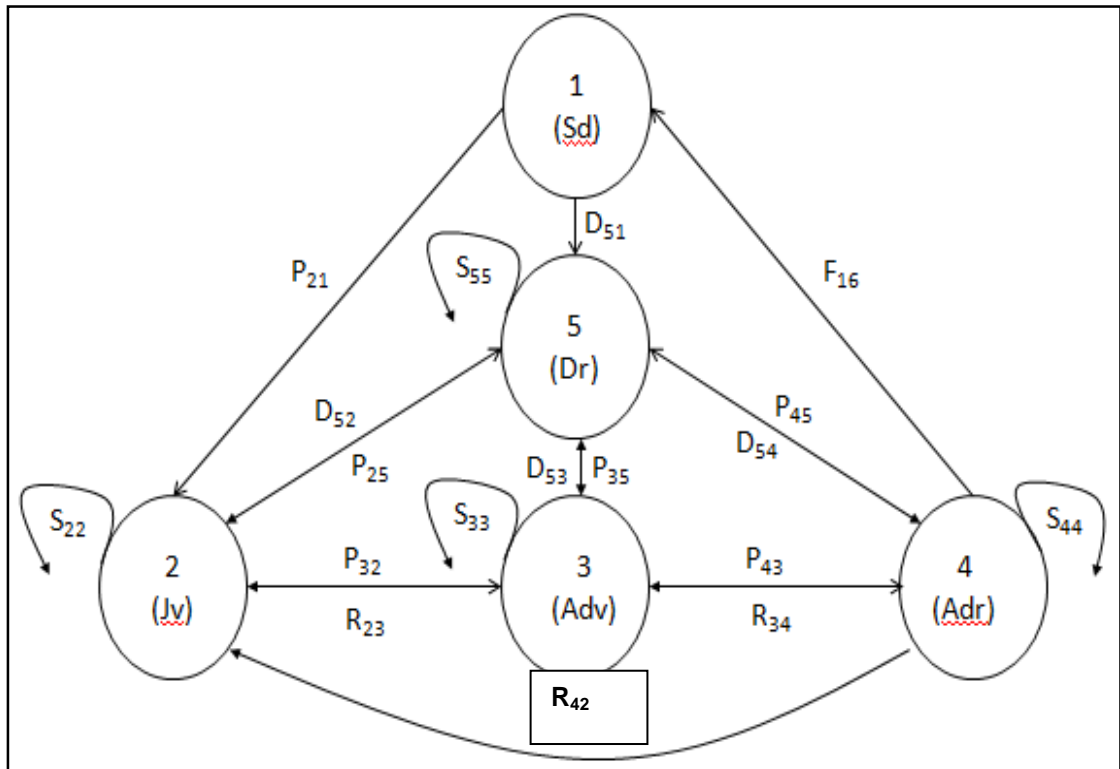 1
(Sd)
D₅₁
P₂₁
S₅₅
F₁₆
5
(Dr)
D₅₂
P₄₅
P₂₅
D₅₃
P₃₅
D₅₄
S₂₂
S₃₃
S₄₄
2
(Jv)
P₃₂
R₂₃
3
(Adv)
P₄₃
R₃₄
4
(Adr)
R₄₂